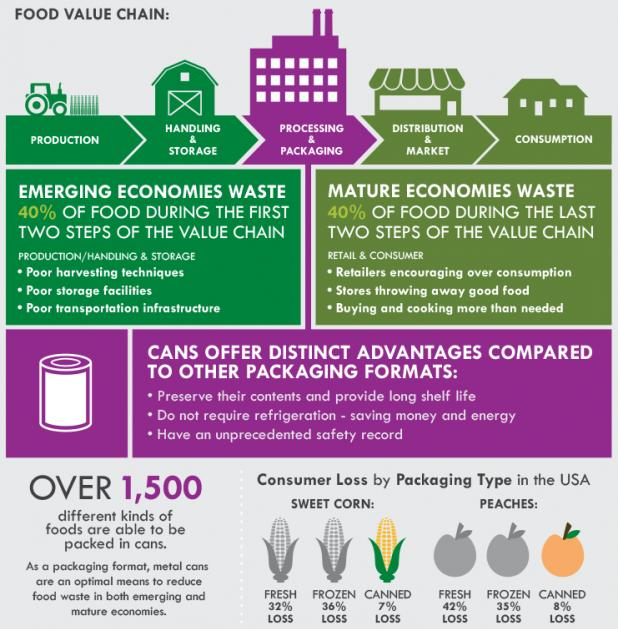 FOOD VALUE CHAIN:
PRODUCTION
HANDLING
&
STORAGE
PROCESSING
&
PACKAGING
DISTRIBUTION
&
MARKET
CONSUMPTION
EMERGING ECONOMIES WASTE
40% OF FOOD DURING THE FIRST
TWO STEPS OF THE VALUE CHAIN
PRODUCTION/HANDLING & STORAGE
• Poor harvesting techniques
• Poor storage facilities
• Poor transportation infrastructure
MATURE ECONOMIES WASTE
40% OF FOOD DURING THE LAST
TWO STEPS OF THE VALUE CHAIN
RETAIL & CONSUMER
• Retailers encouraging over consumption
• Stores throwing away good food
• Buying and cooking more than needed
CANS OFFER DISTINCT ADVANTAGES COMPARED
TO OTHER PACKAGING FORMATS:
• Preserve their contents and provide long shelf life
• Do not require refrigeration - saving money and energy
• Have an unprecedented safety record
OVER 1,500
different kinds of
foods are able to be
packed in cans.
As a packaging format, metal cans
are an optimal means to reduce
food waste in both emerging and
mature economies.
Consumer Loss by Packaging Type in the USA
SWEET CORN:
FRESH
32%
LOSS
FROZEN
36%
LOSS
CANNED
7%
LOSS
PEACHES:
FRESH
42%
LOSS
FROZEN
35%
LOSS
CANNED
8%
LOSS